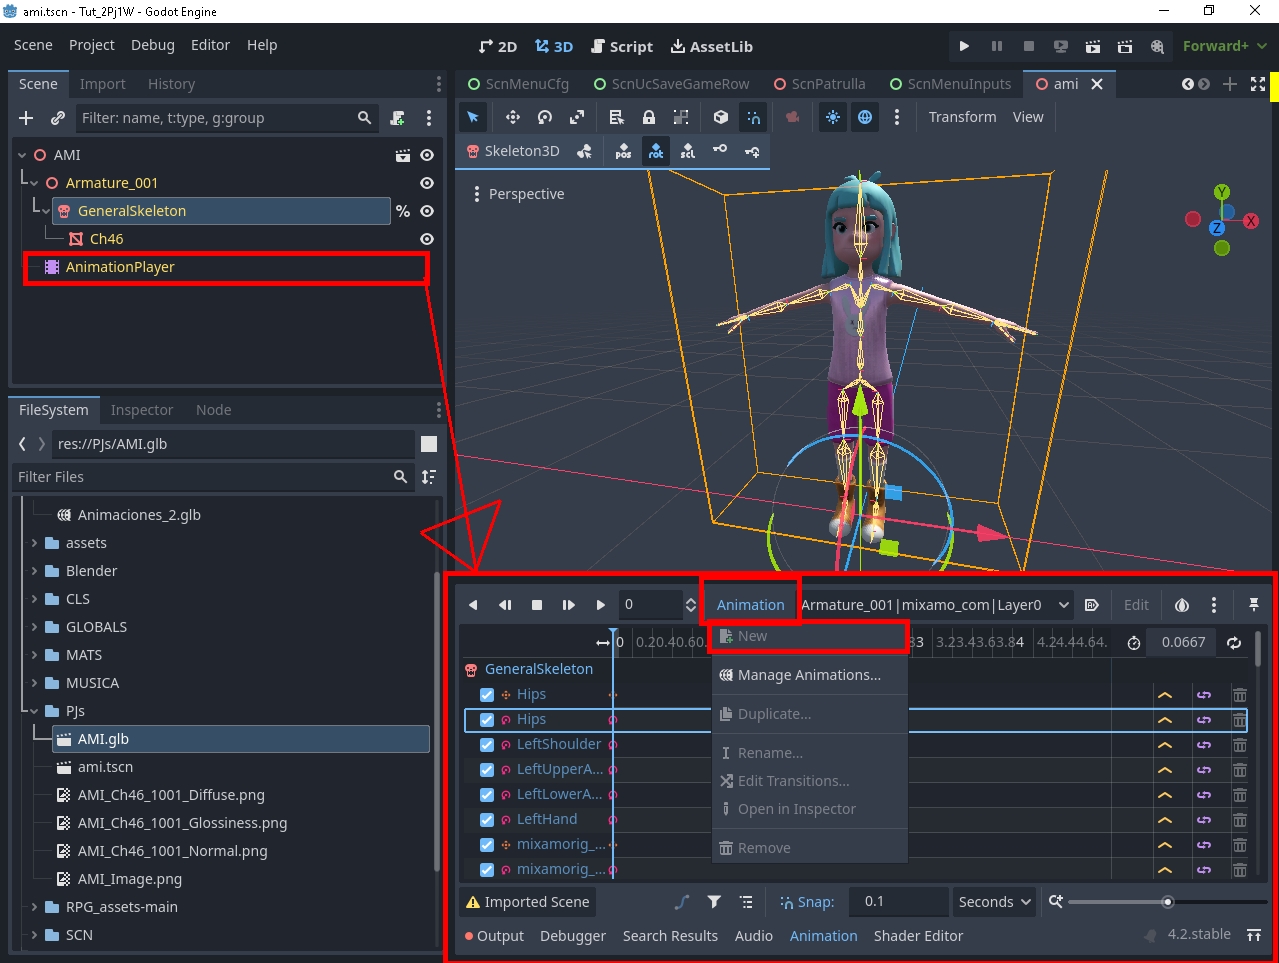 ami.tscn - Tut_2Pj1W - Godot Engine
Scene Project Debug Editor Help
2D 3D Script AssetLib
Forward+
Scene Import History
ScnMenuCfg ScnUcSaveGameRow ScnPatrulla ScnMenuInputs ami
Filter: name, t:type, g:group
Transform View
AMI
Skeleton3D pos rot scl
Armature_001
Perspective
GeneralSkeleton %
Ch46
AnimationPlayer
Y
X
Z
FileSystem Inspector Node
res://PJs/AMI.glb
Filter Files
Animaciones_2.glb
assets
Blender
CLS
GLOBALS
MATS
MUSICA
PJs
AMI.glb
ami.tscn
AMI_Ch46_1001_Diffuse.png
AMI_Ch46_1001_Glossiness.png
AMI_Ch46_1001_Normal.png
AMI_Image.png
RPG_assets-main
SCN
0 Animation Armature_001|mixamo_com|Layer0 Edit
New
Manage Animations...
Duplicate...
Rename...
Edit Transitions...
Open in Inspector
Remove
0 0.20.40.60. 83 3.23.43.63.84 4.24.44.64. 0.0667
GeneralSkeleton
Hips
Hips
LeftShoulder
LeftUpperA...
LeftLowerA...
LeftHand
mixamorig_...
mixamorig_...
Imported Scene Snap: 0.1 Seconds
Output Debugger Search Results Audio Animation Shader Editor 4.2.stable